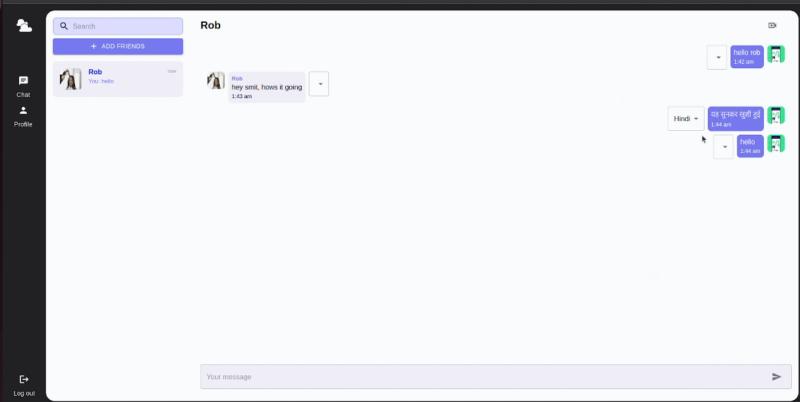 Search
+ ADD FRIENDS
Rob
now
You: hello
Chat
Profile
Log out
Rob
hello rob
1:42 am
Rob
hey smit, hows it going
1:43 am
Hindi
यह सुनकर खुशी हुई
1:44 am
hello
1:44 am
Your message